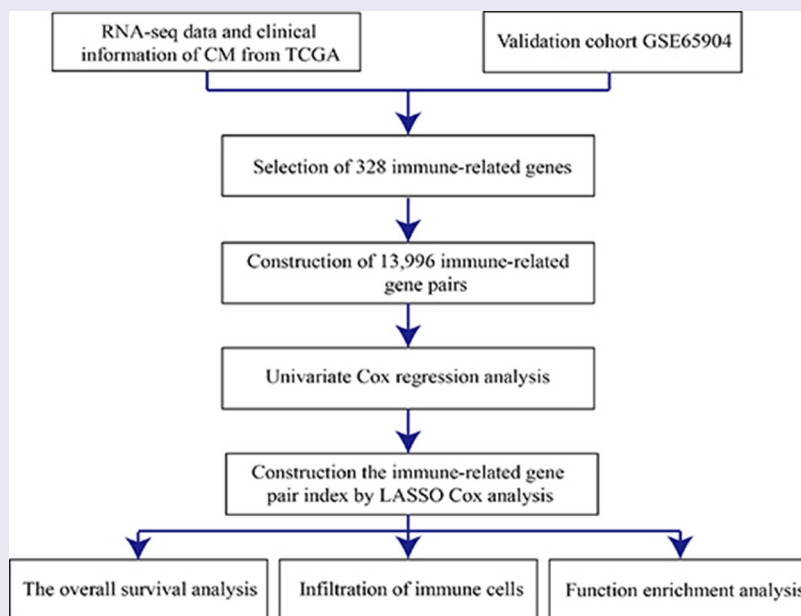 RNA-seq data and clinical
information of CM from TCGA
Validation cohort GSE65904
Selection of 328 immune-related genes
Construction of 13,996 immune-related
gene pairs
Univariate Cox regression analysis
Construction the immune-related gene
pair index by LASSO Cox analysis
The overall survival analysis
Infiltration of immune cells
Function enrichment analysis